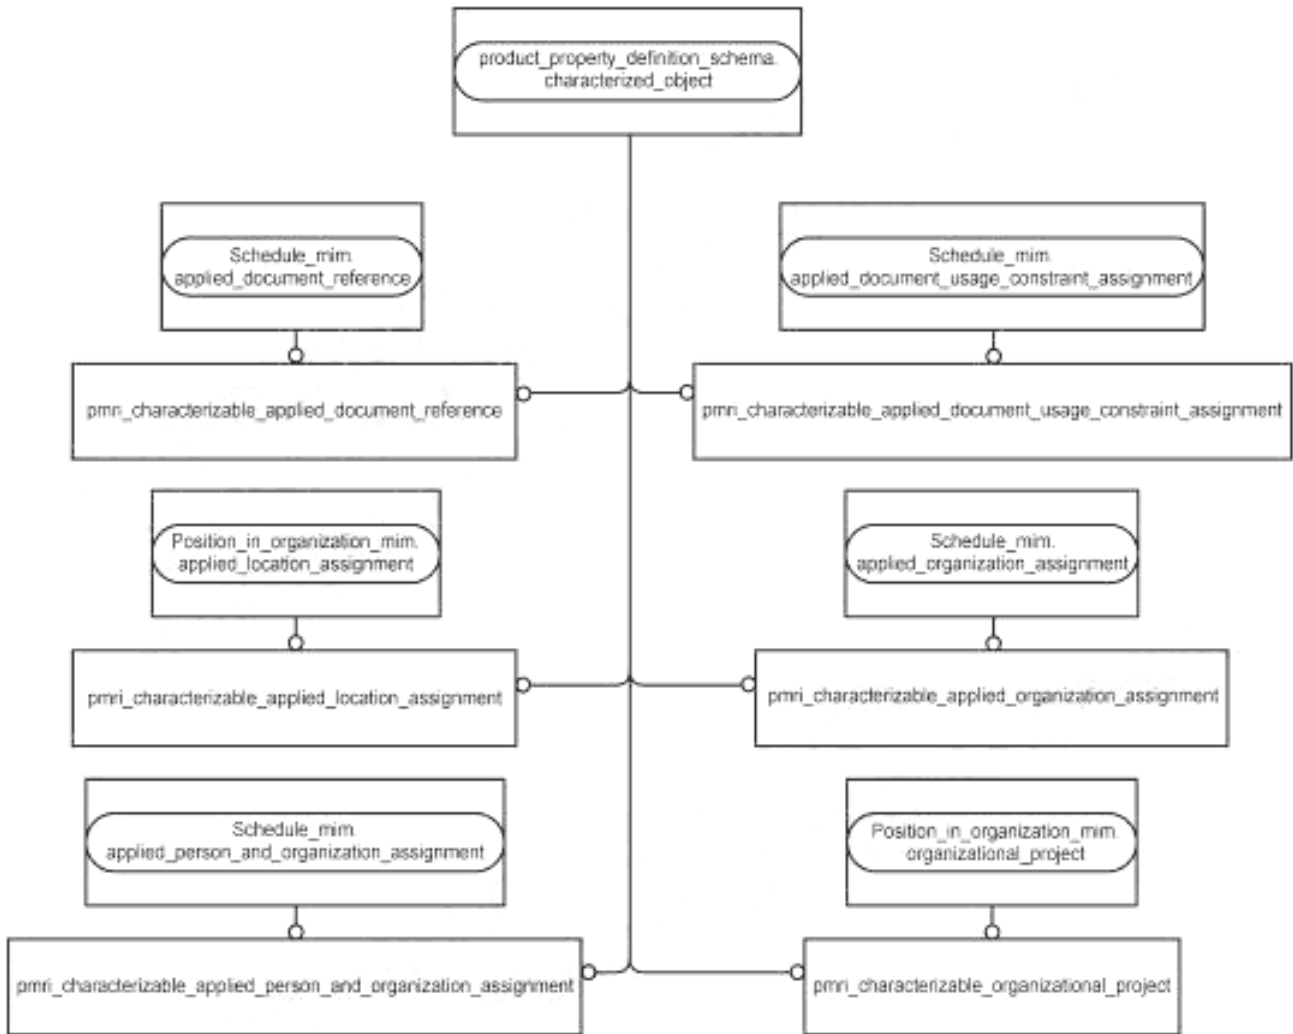 product_property_definition_schema.
characterized_object
Schedule_mim.
applied_document_reference
Schedule_mim.
applied_document_usage_constraint_assignment
pmri_characterizable_applied_document_reference
pmri_characterizable_applied_document_usage_constraint_assignment
Position_in_organization_mim.
applied_location_assignment
Schedule_mim.
applied_organization_assignment
pmri_characterizable_applied_location_assignment
pmri_characterizable_applied_organization_assignment
Schedule_mim.
applied_person_and_organization_assignment
Position_in_organization_mim.
organizational_project
pmri_characterizable_applied_person_and_organization_assignment
pmri_characterizable_organizational_project